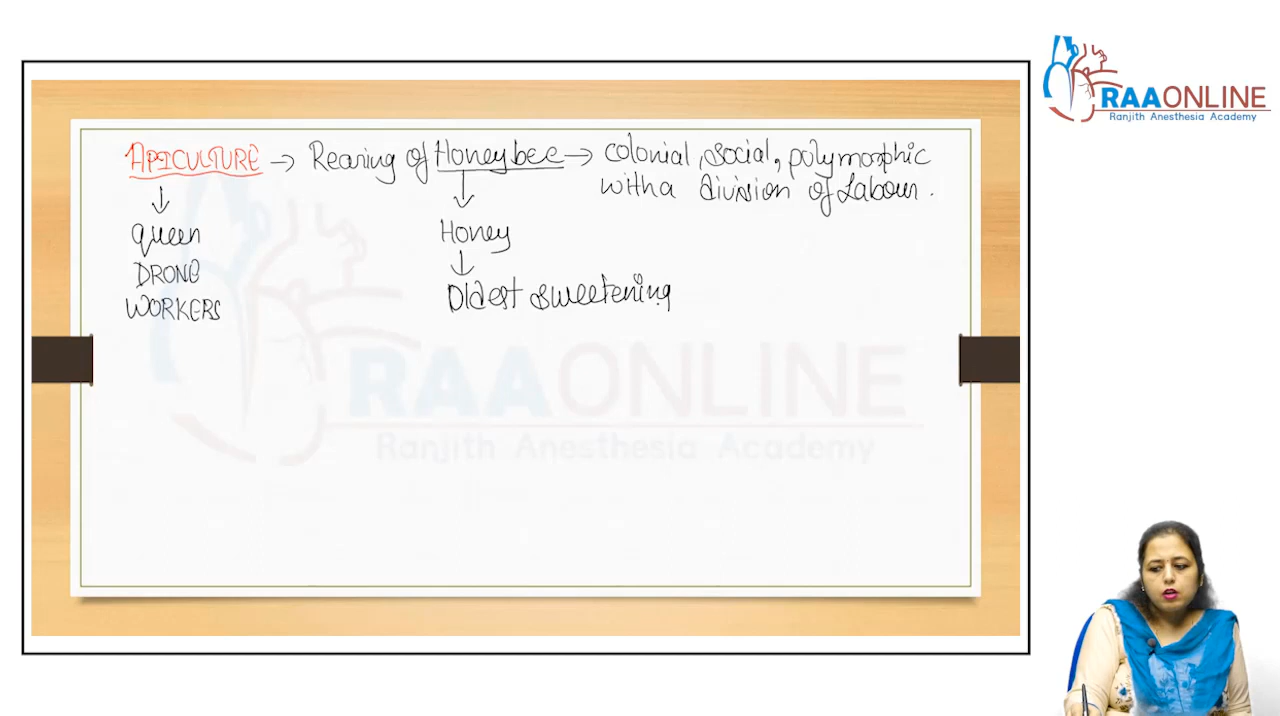 RAAONLINE
Ranjith Anesthesia Academy
APICULTURE → Rearing of Honeybee → colonial, social, polymorphic
with a division of Labour.
↓ ↓
Queen Honey
↓
DRONE Oldest sweetening
WORKERS
RAAONLINE
Ranjith Anesthesia Academy